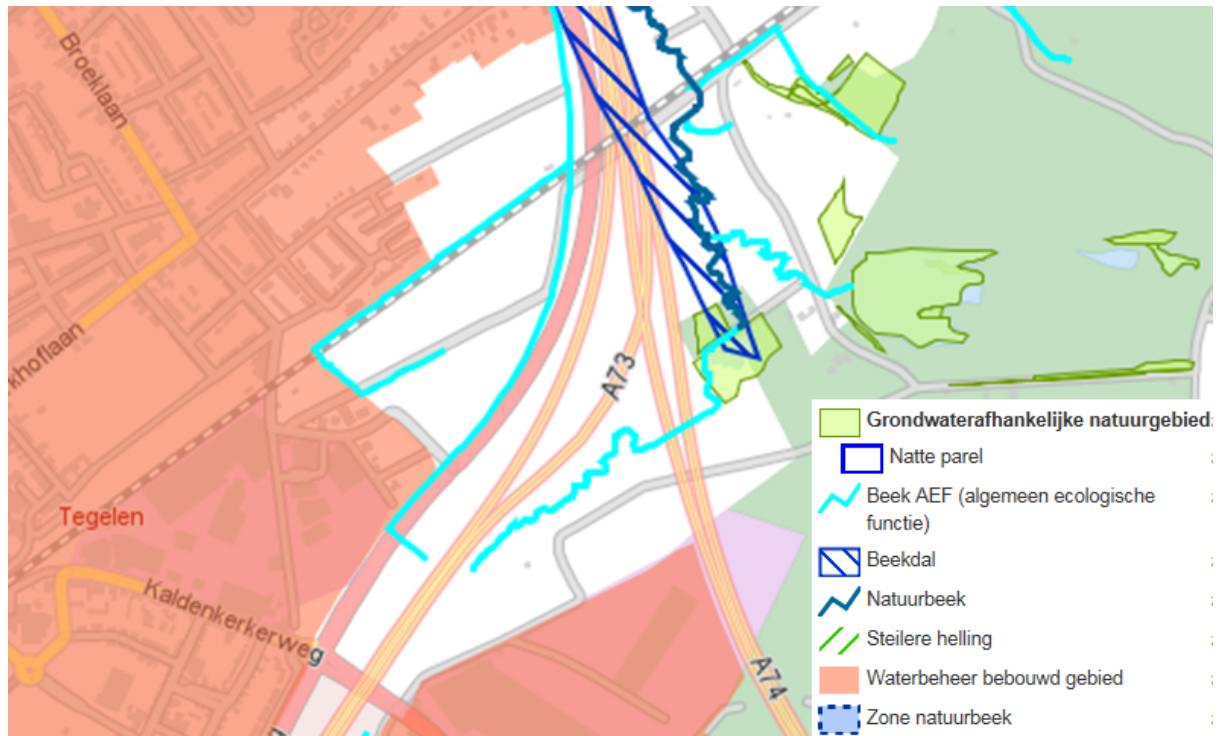 Broeklaan
khoflaan
A73
Tegelen
Kaldenkerkerweg
A74
Grondwaterafhankelijke natuurgebied
Natte parel
Beek AEF (algemeen ecologische
functie)
Beekdal
Natuurbeek
Steilere helling
Waterbeheer bebouwd gebied
Zone natuurbeek